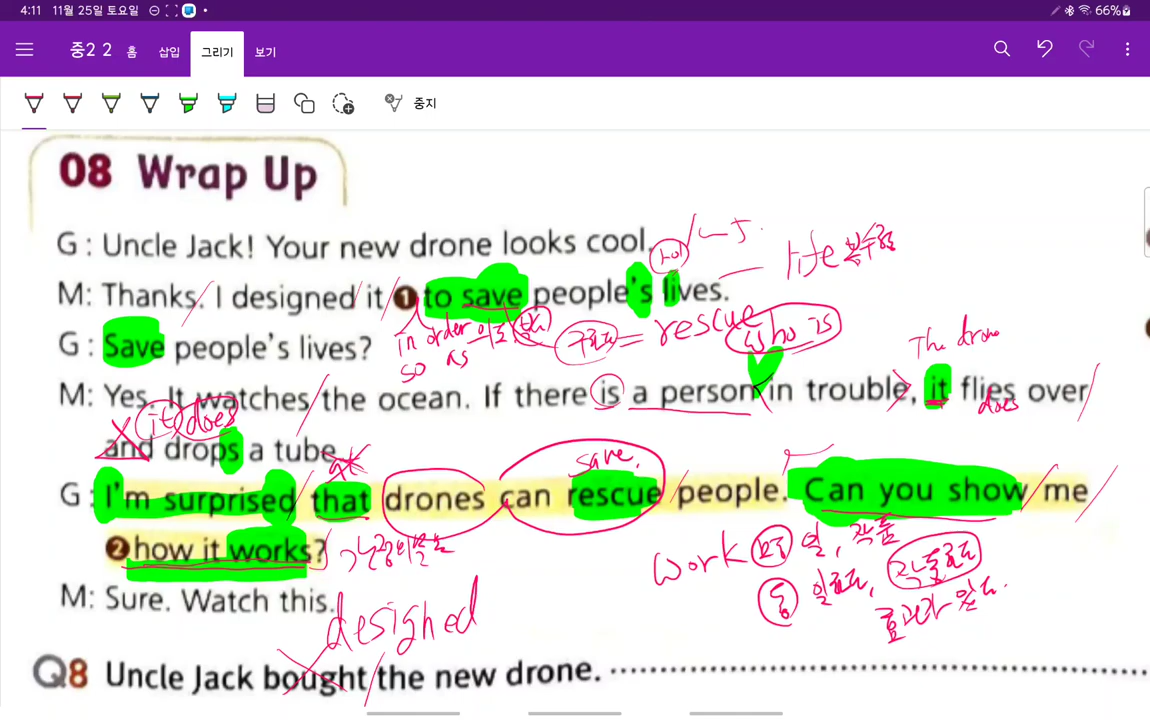 4:11 11월 25일 토요일 66%
중2 2 홈 삽입 그리기 보기
중지
08 Wrap Up
G : Uncle Jack! Your new drone looks cool.
life 복수형
M: Thanks. I designed it ❶ to save people's lives.
in order
so as
구하다 = rescue
who is
G : Save people's lives?
The drone
M: Yes. It watches the ocean. If there is a person in trouble, it flies over
does
it does
and drops a tube.
save
G : I'm surprised that drones can rescue people. Can you show me
❷ how it works?
work 명 일, 작품
동 일하다, 작동하다
효과가 있다.
M: Sure. Watch this.
designed
Q8 Uncle Jack bought the new drone.